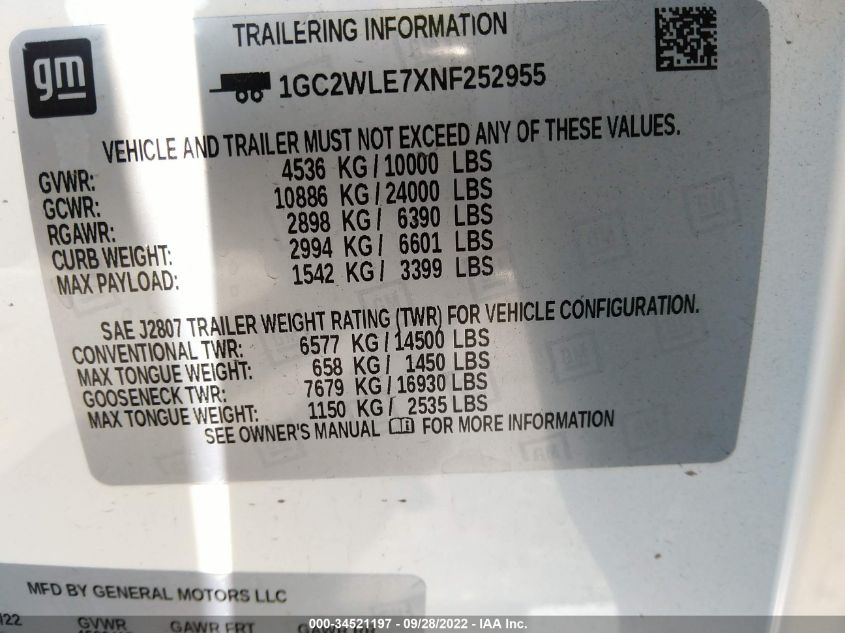 gm
TRAILERING INFORMATION
1GC2WLE7XNF252955
VEHICLE AND TRAILER MUST NOT EXCEED ANY OF THESE VALUES.
GVWR: 4536 KG / 10000 LBS
GCWR: 10886 KG / 24000 LBS
RGAWR: 2898 KG / 6390 LBS
CURB WEIGHT: 2994 KG / 6601 LBS
MAX PAYLOAD: 1542 KG / 3399 LBS
SAE J2807 TRAILER WEIGHT RATING (TWR) FOR VEHICLE CONFIGURATION.
CONVENTIONAL TWR: 6577 KG / 14500 LBS
MAX TONGUE WEIGHT: 658 KG / 1450 LBS
GOOSENECK TWR: 7679 KG / 16930 LBS
MAX TONGUE WEIGHT: 1150 KG / 2535 LBS
SEE OWNER'S MANUAL FOR MORE INFORMATION
MFD BY GENERAL MOTORS LLC
/22 GVWR GAWR FRT GAWR RR
000-34521197 - 09/28/2022 - IAA Inc.